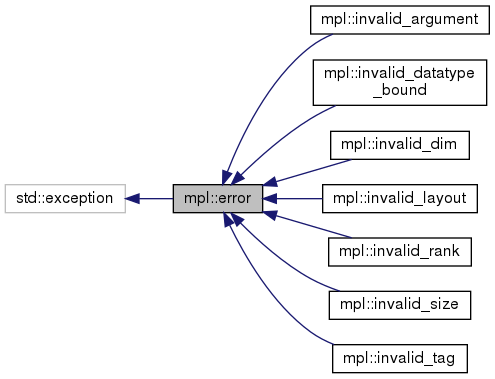 mpl::invalid_argument
mpl::invalid_datatype
_bound
mpl::invalid_dim
std::exception
mpl::error
mpl::invalid_layout
mpl::invalid_rank
mpl::invalid_size
mpl::invalid_tag